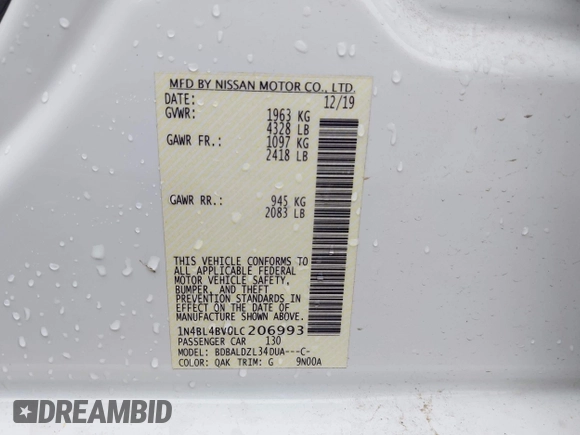 MFD BY NISSAN MOTOR CO., LTD.
DATE: 12/19
GVWR: 1963 KG
4328 LB
GAWR FR.: 1097 KG
2418 LB
GAWR RR.: 945 KG
2083 LB
THIS VEHICLE CONFORMS TO
ALL APPLICABLE FEDERAL
MOTOR VEHICLE SAFETY,
BUMPER, AND THEFT
PREVENTION STANDARDS IN
EFFECT ON THE DATE OF
MANUFACTURE SHOWN ABOVE.
1N4BL4BV0LC206993
PASSENGER CAR 130
MODEL: BDBALDZL34DUA---C-
COLOR: QAK TRIM: G 9N00A
DREAMBID